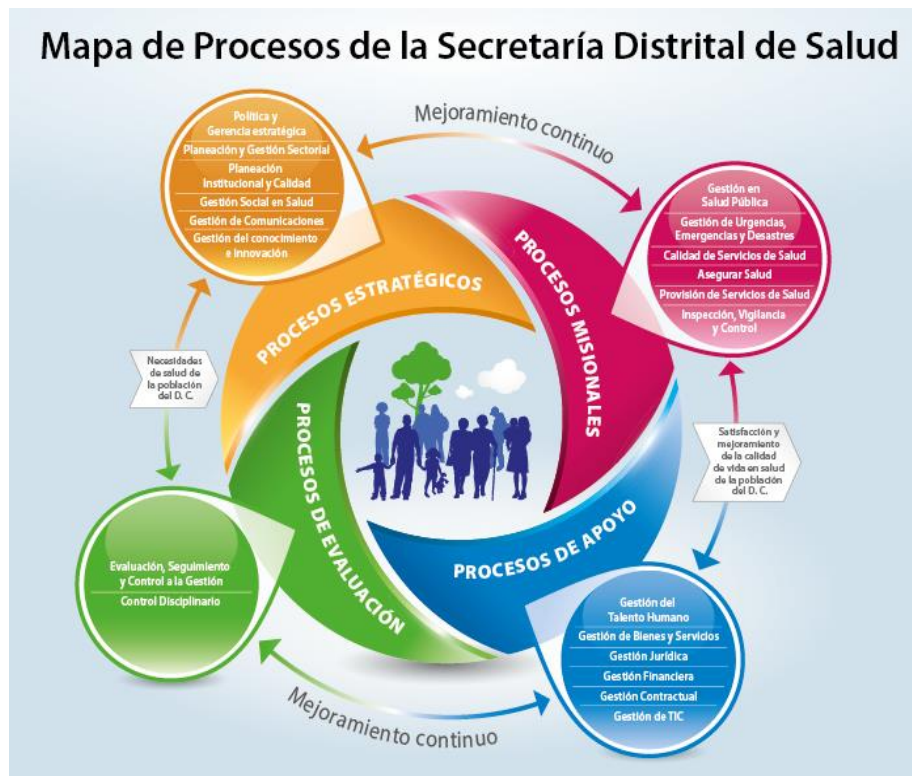 Mapa de Procesos de la Secretaría Distrital de Salud
Mejoramiento continuo
Política y
Gerencia estratégica
Planeación y Gestión Sectorial
Planeación
Institucional y Calidad
Gestión Social en Salud
Gestión de Comunicaciones
Gestión del conocimiento
e Innovación
Gestión en
Salud Pública
Gestión de Urgencias,
Emergencias y Desastres
Calidad de Servicios de Salud
Asegurar Salud
Provisión de Servicios de Salud
Inspección, Vigilancia
y Control
PROCESOS ESTRATÉGICOS
PROCESOS MISIONALES
Necesidades
de salud de
la población
del D. C.
Satisfacción y
mejoramiento
de la calidad
de vida en salud
de la población
del D. C.
PROCESOS DE EVALUACIÓN
PROCESOS DE APOYO
Evaluación, Seguimiento
y Control a la Gestión
Control Disciplinario
Gestión del
Talento Humano
Gestión de Bienes y Servicios
Gestión Jurídica
Gestión Financiera
Gestión Contractual
Gestión de TIC
Mejoramiento continuo